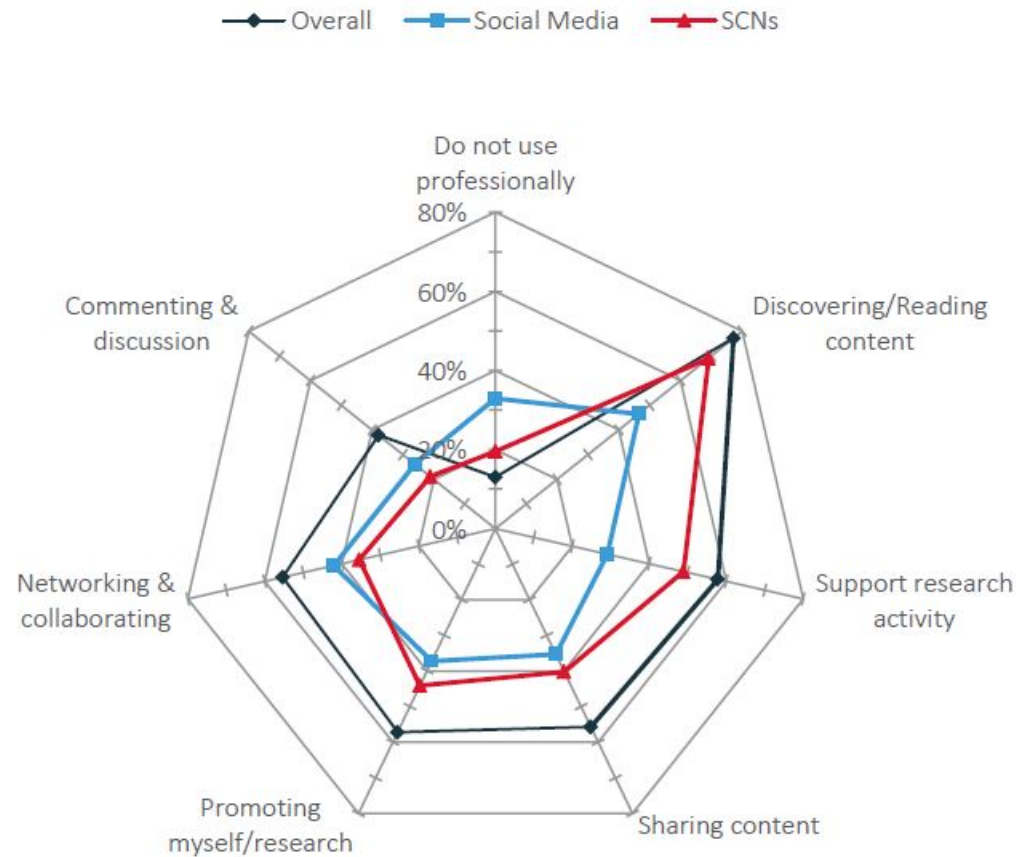 Overall Social Media SCNs
Do not use
professionally
80%
60%
40%
20%
0%
Discovering/Reading
content
Support research
activity
Sharing content
Promoting
myself/research
Networking &
collaborating
Commenting &
discussion